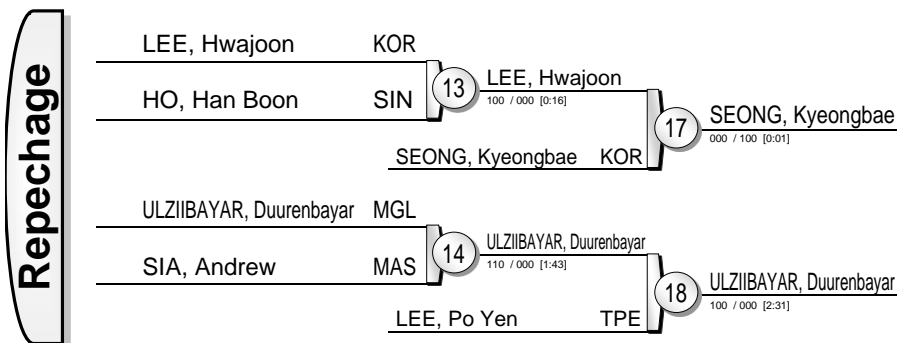 Repechage
LEE, Hwajoon KOR
HO, Han Boon SIN
13
LEE, Hwajoon
100 / 000 [0:16]
SEONG, Kyeongbae KOR
17
SEONG, Kyeongbae
000 / 100 [0:01]
ULZIIBAYAR, Duurenbayar MGL
SIA, Andrew MAS
14
ULZIIBAYAR, Duurenbayar
110 / 000 [1:43]
LEE, Po Yen TPE
18
ULZIIBAYAR, Duurenbayar
100 / 000 [2:31]